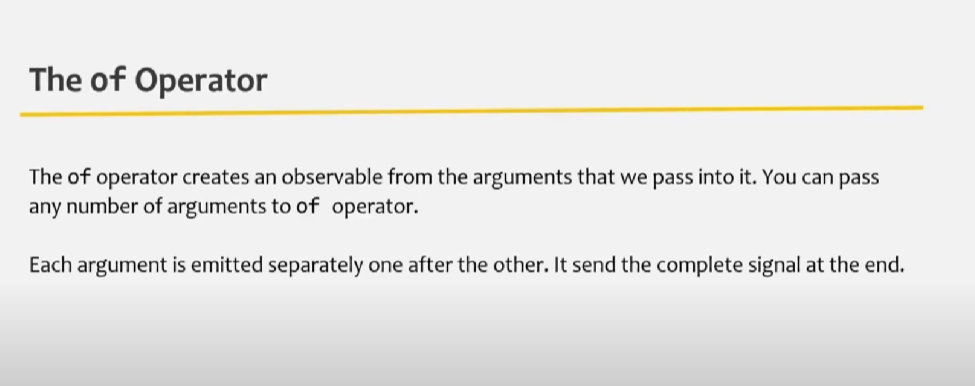 The of Operator
The of operator creates an observable from the arguments that we pass into it. You can pass
any number of arguments to of operator.
Each argument is emitted separately one after the other. It send the complete signal at the end.